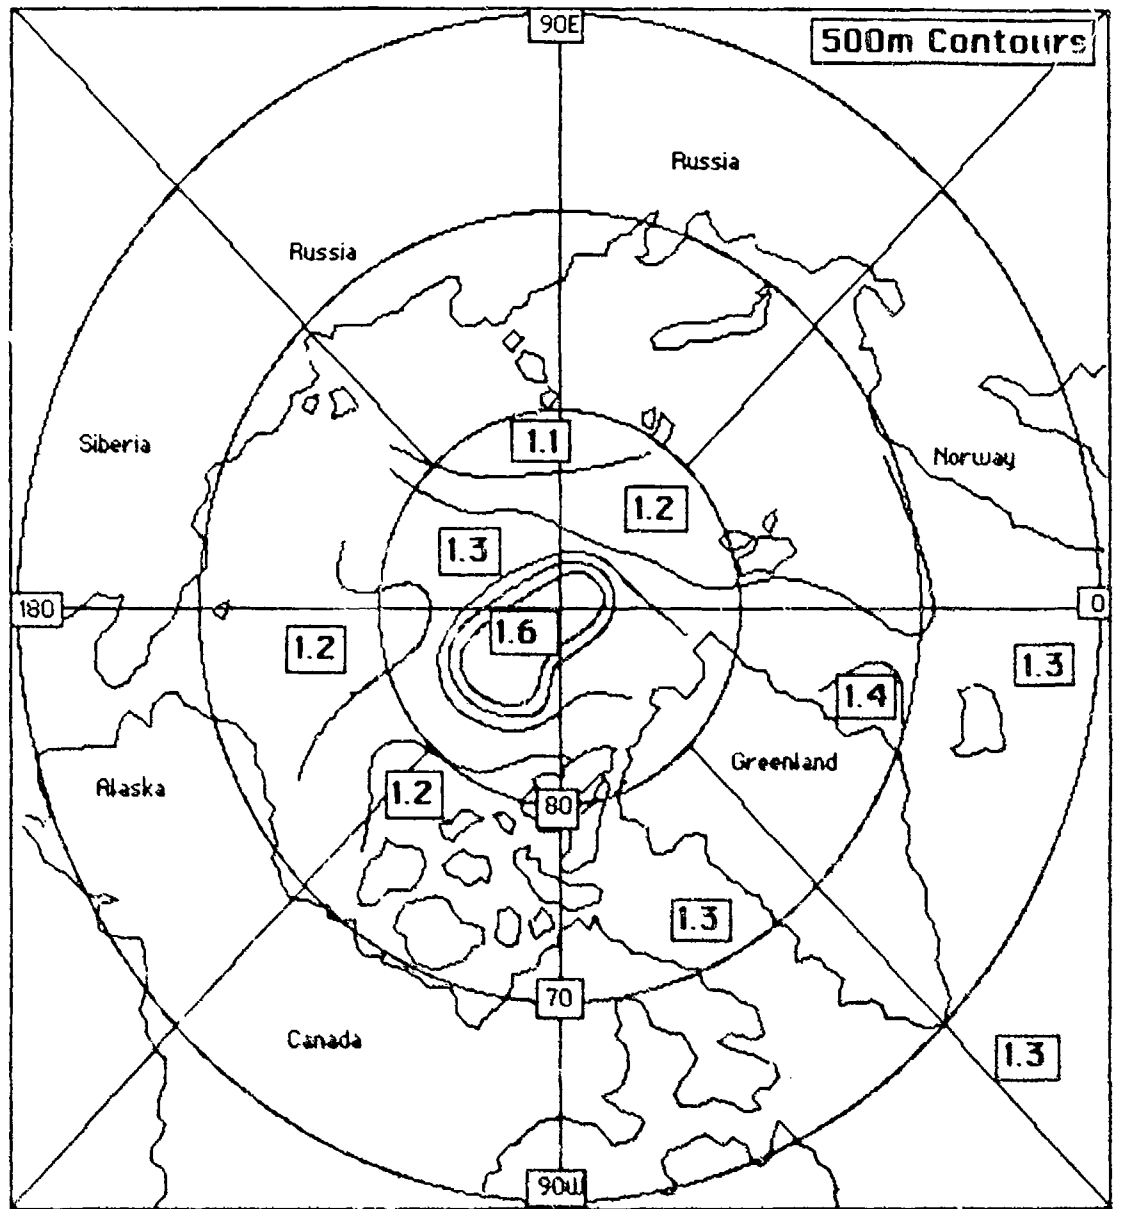 90E
500m Contours
Russia
Russia
1.1
Siberia
Norway
1.2
1.3
180
0
1.6
1.2
1.3
1.4
Greenland
Alaska
1.2
80
1.3
70
Canada
1.3
90W